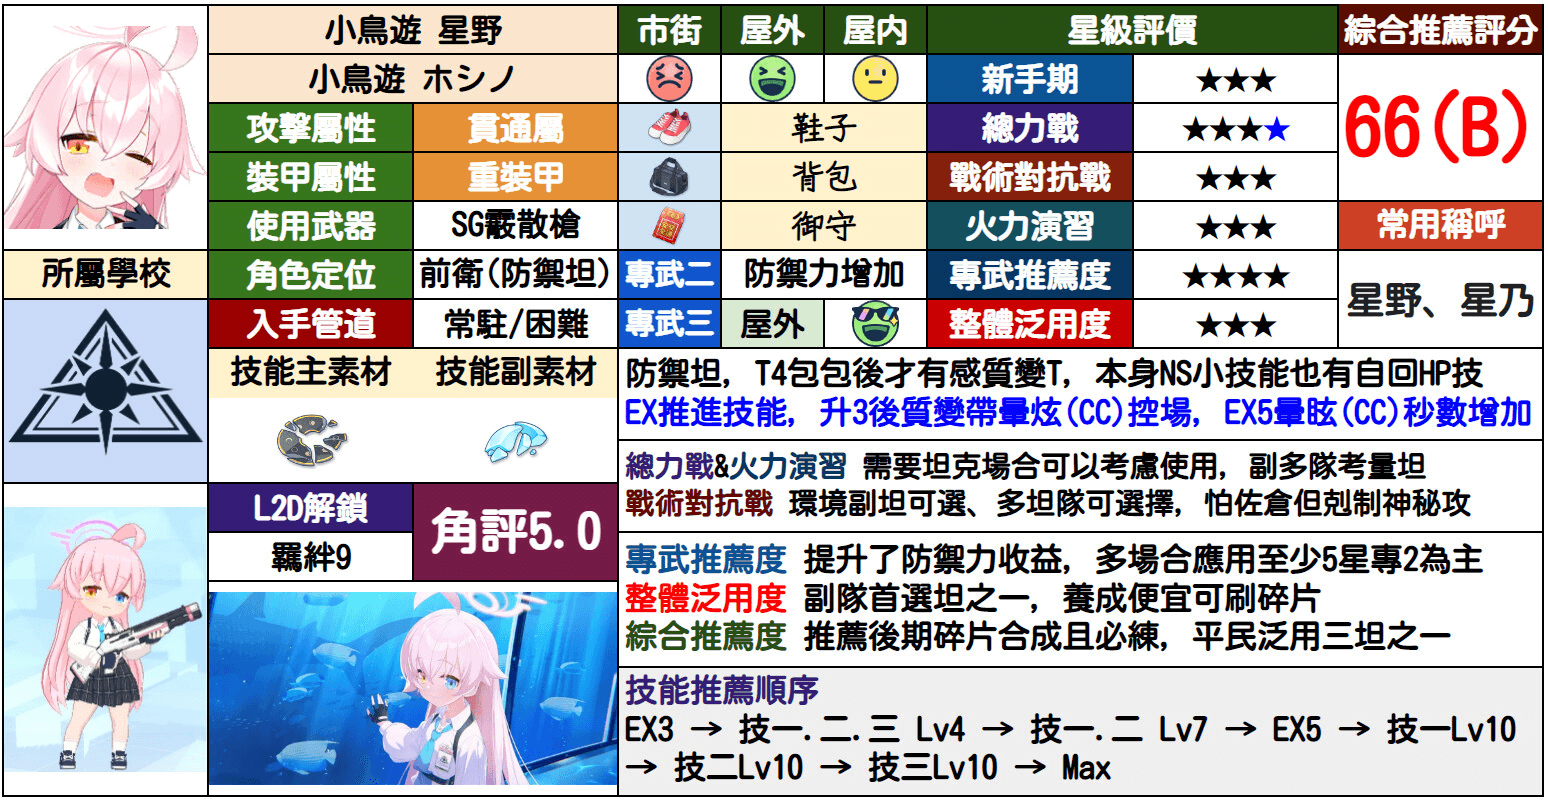 小鳥遊 星野
市街
屋外
屋内
星級評價
綜合推薦評分
小鳥遊 ホシノ
新手期
★★★
66(B)
攻擊屬性
貫通屬
鞋子
總力戰
★★★★
裝甲屬性
重裝甲
背包
戰術對抗戰
★★★
使用武器
SG霰散槍
御守
火力演習
★★★
常用稱呼
所屬學校
角色定位
前衛(防禦坦)
專武二
防禦力增加
專武推薦度
★★★★
星野、星乃
入手管道
常駐/困難
專武三
屋外
整體泛用度
★★★
技能主素材
技能副素材
防禦坦, T4包包後才有感質變T, 本身NS小技能也有自回HP技
EX推進技能, 升3後質變帶暈炫(CC)控場, EX5暈眩(CC)秒數增加
總力戰&火力演習 需要坦克場合可以考慮使用, 副多隊考量坦
戰術對抗戰 環境副坦可選、多坦隊可選擇, 怕佐倉但剋制神秘攻
L2D解鎖
羈絆9
角評5.0
專武推薦度 提升了防禦力收益, 多場合應用至少5星專2為主
整體泛用度 副隊首選坦之一, 養成便宜可刷碎片
綜合推薦度 推薦後期碎片合成且必練, 平民泛用三坦之一
技能推薦順序
EX3 → 技一.二.三 Lv4 → 技一.二 Lv7 → EX5 → 技一Lv10
→ 技二Lv10 → 技三Lv10 → Max